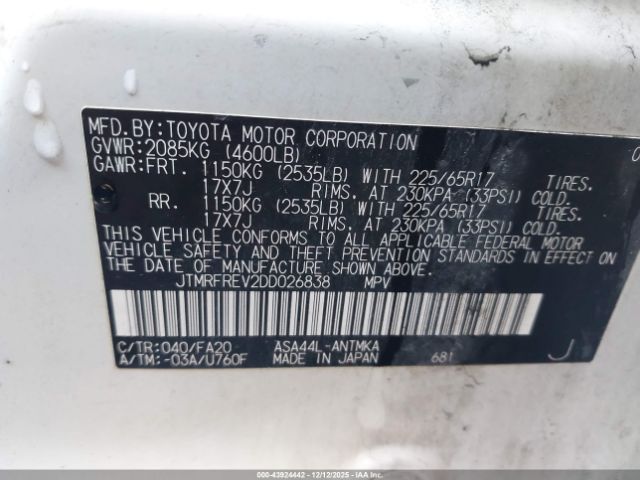 MFD.BY:TOYOTA MOTOR CORPORATION 0
GVWR:2085KG (4600LB)
GAWR:FRT. 1150KG (2535LB) WITH 225/65R17 TIRES.
17X7J RIMS. AT 230KPA (33PSI) COLD.
RR. 1150KG (2535LB) WITH 225/65R17 TIRES.
17X7J RIMS. AT 230KPA (33PSI) COLD.
THIS VEHICLE CONFORMS TO ALL APPLICABLE FEDERAL MOTOR
VEHICLE SAFETY AND THEFT PREVENTION STANDARDS IN EFFECT
ON THE DATE OF MANUFACTURE SHOWN ABOVE.
JTMRFREV2DD026838 MPV
C/TR:040/FA20 ASA44L-ANTMKA
A/TM:-03A/U760F MADE IN JAPAN 681 J
000-43924442 - 12/12/2025 - IAAI.COM